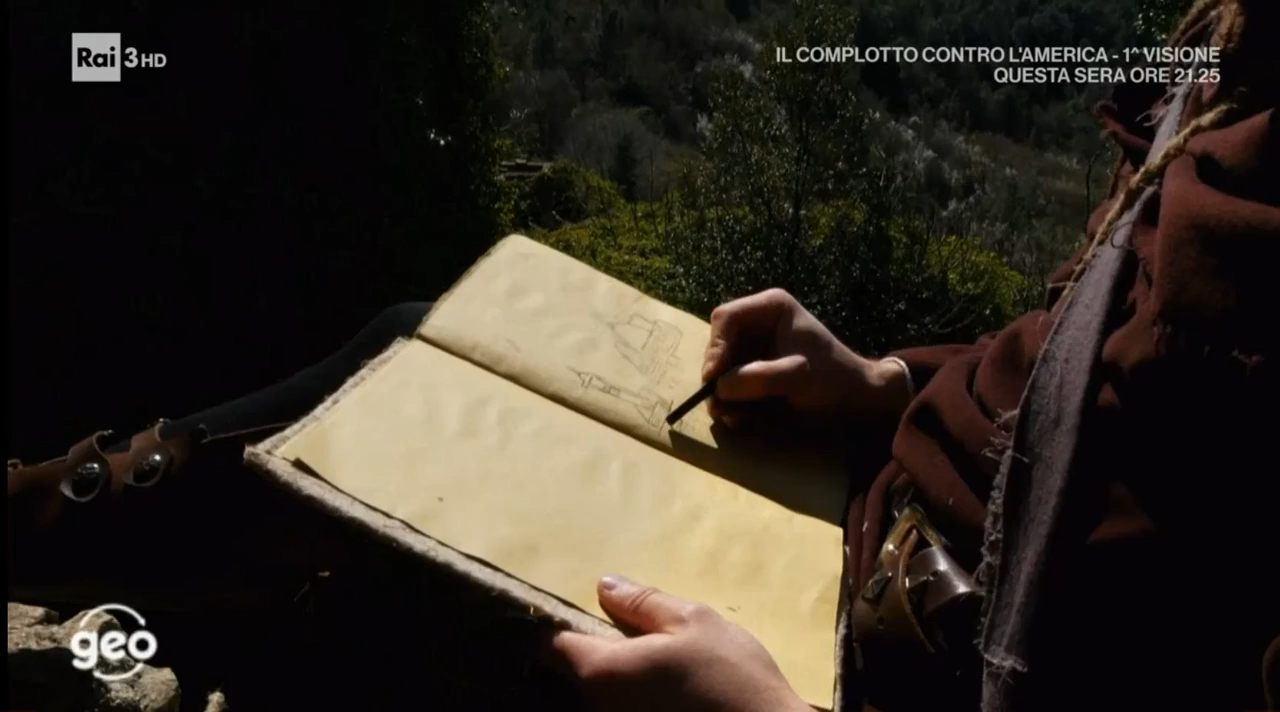 Rai 3HD
IL COMPLOTTO CONTRO L'AMERICA - 1^ VISIONE
QUESTA SERA ORE 21.25
geo